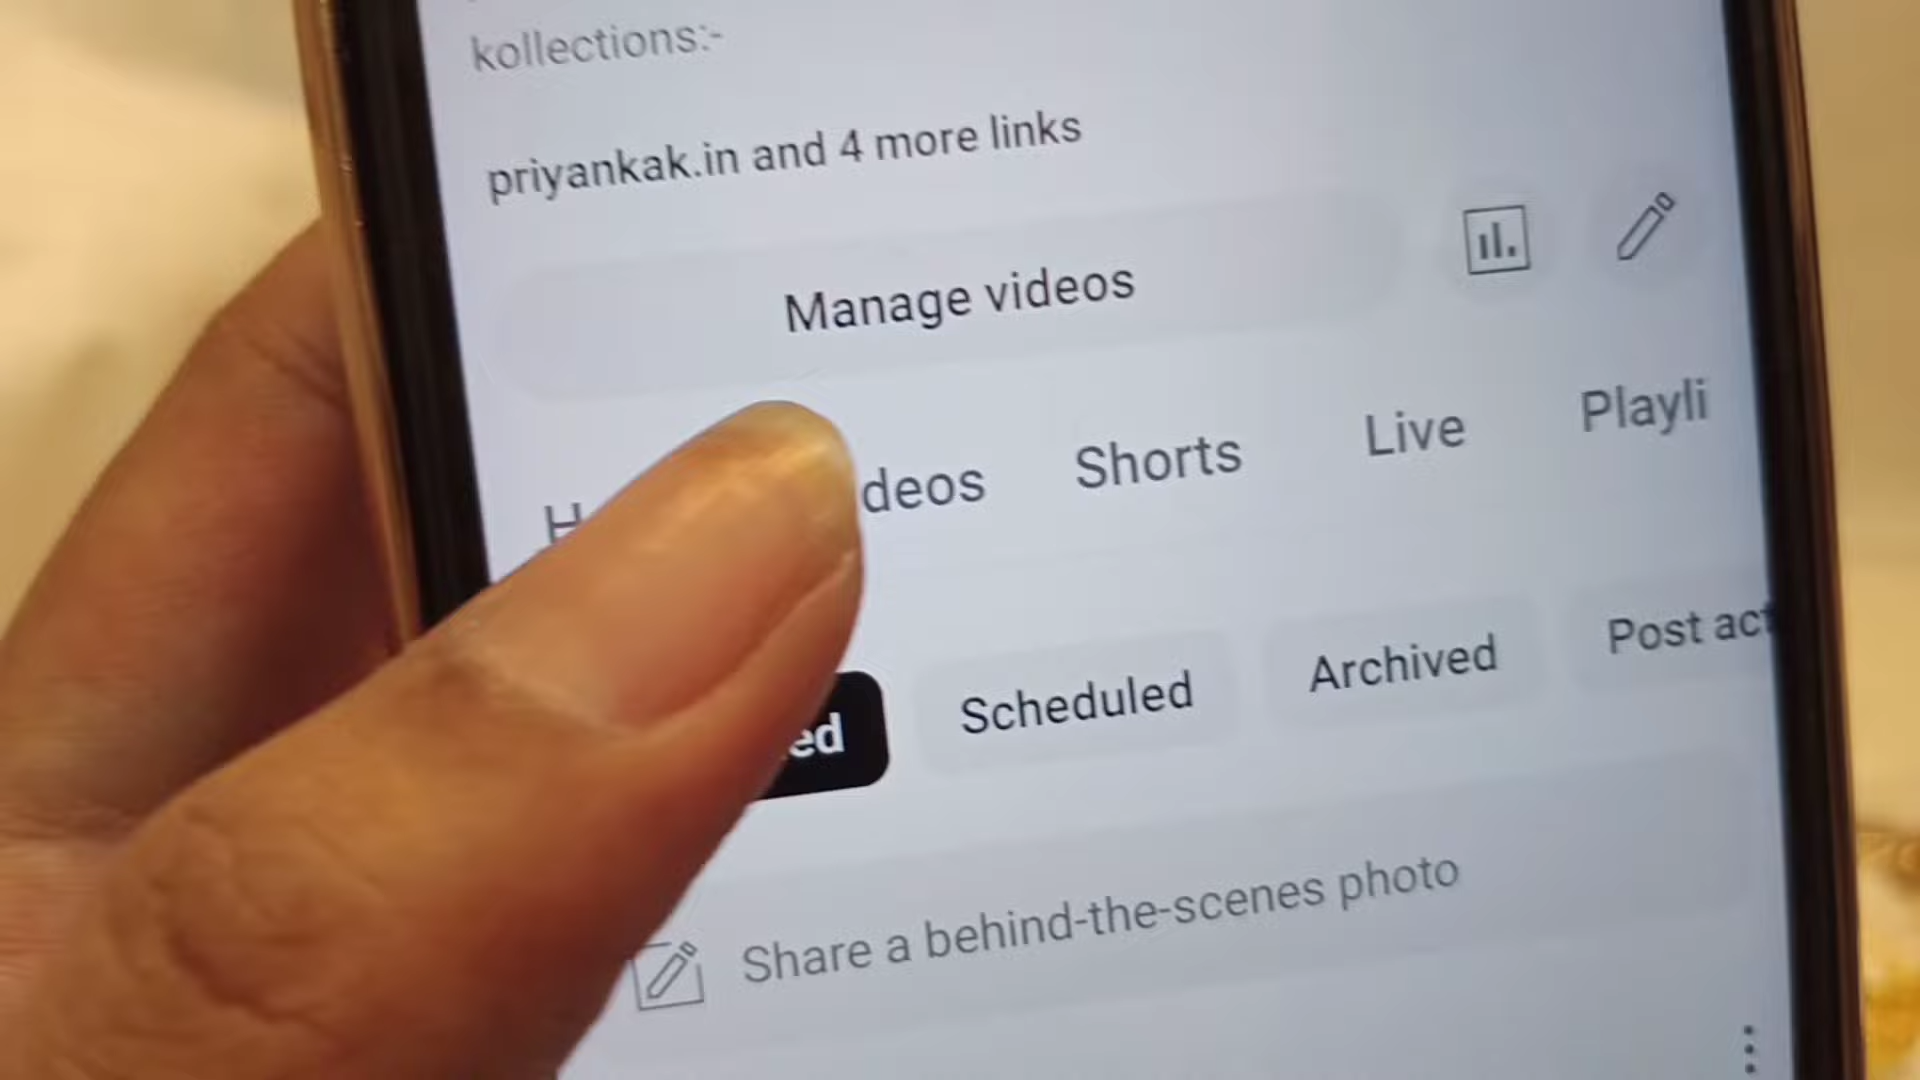 kollections:-
priyankak.in and 4 more links
Manage videos
H deos Shorts Live Playli
ed Scheduled Archived Post act
Share a behind-the-scenes photo